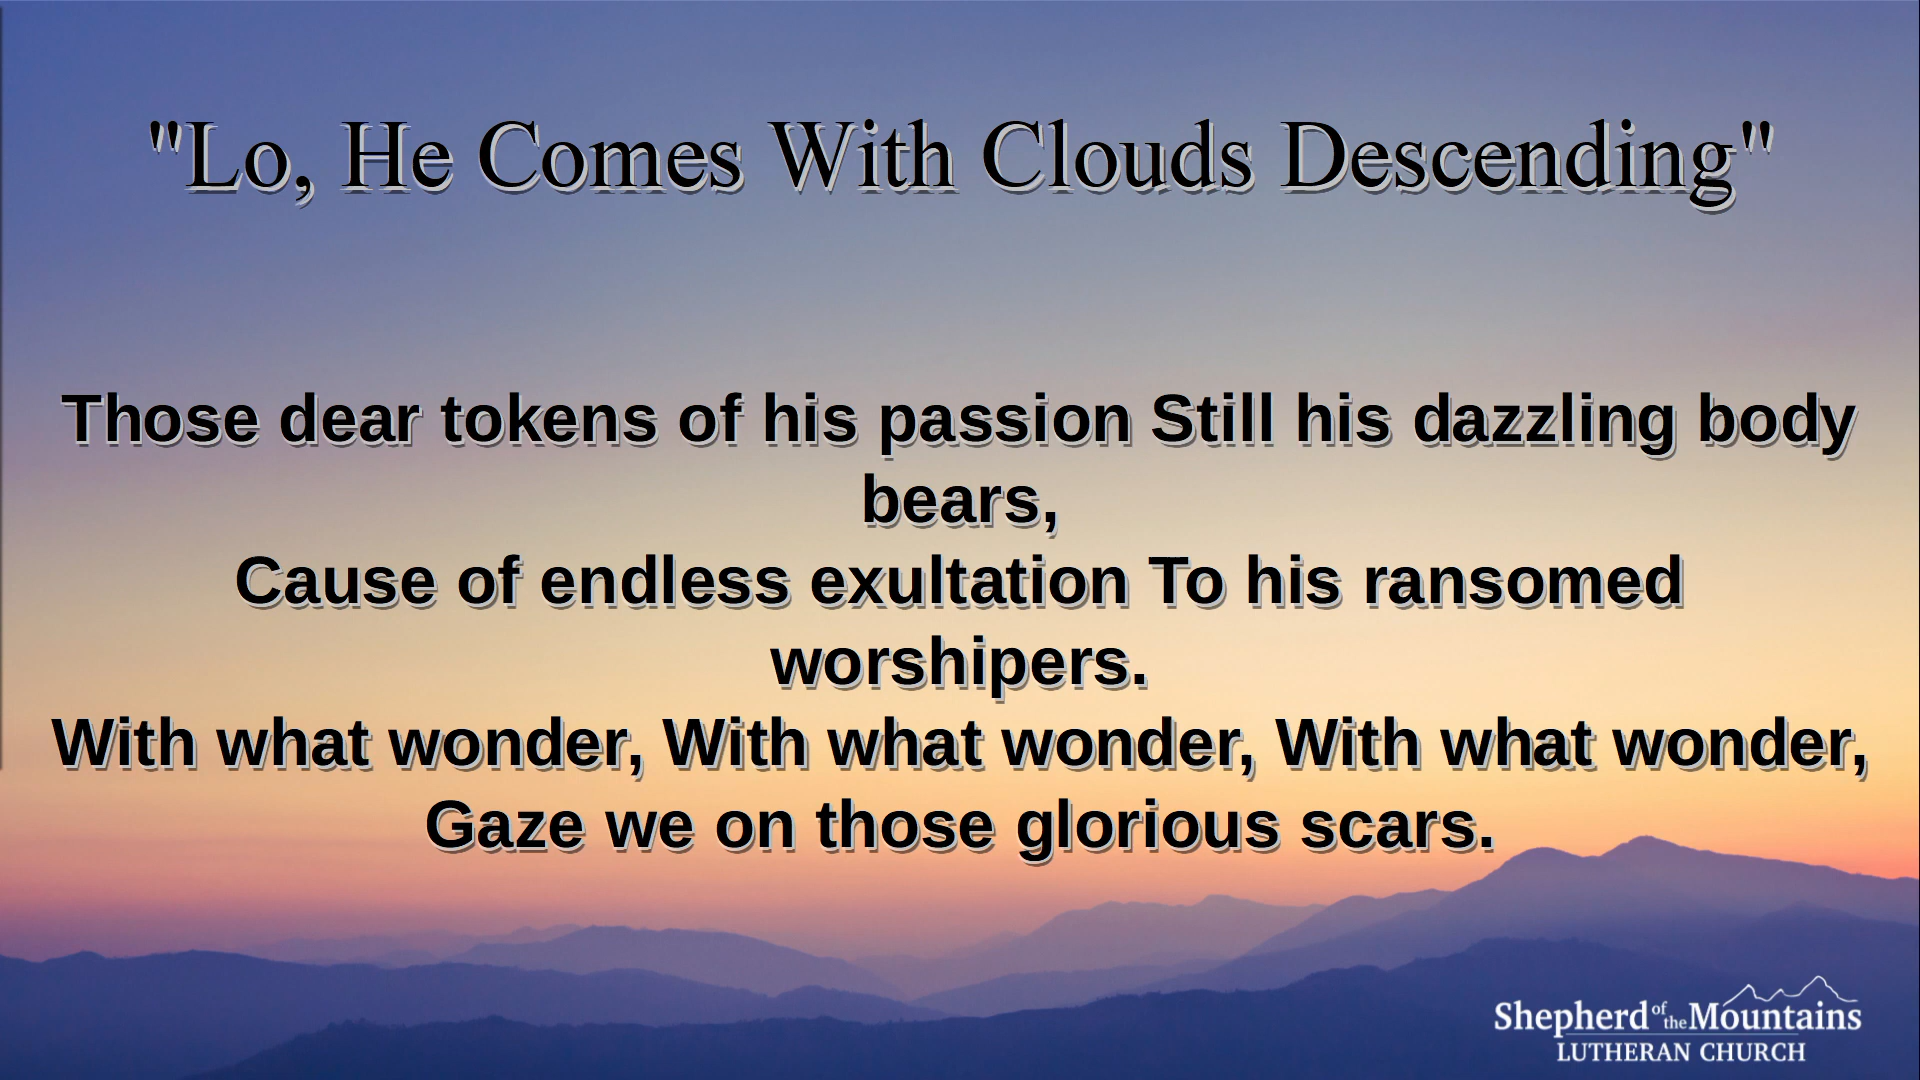 "Lo, He Comes With Clouds Descending"
Those dear tokens of his passion Still his dazzling body
bears,
Cause of endless exultation To his ransomed
worshipers.
With what wonder, With what wonder, With what wonder,
Gaze we on those glorious scars.
Shepherd of the Mountains
LUTHERAN CHURCH